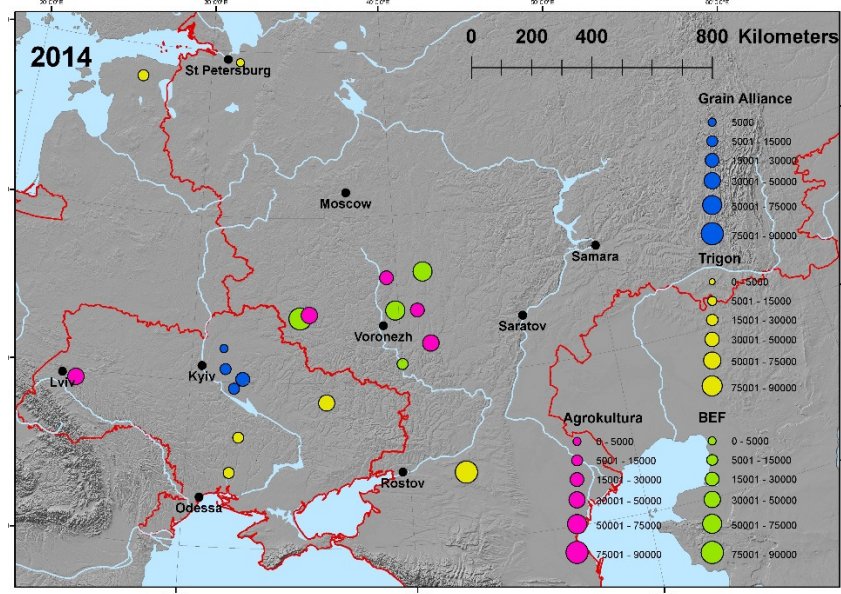 2014
0 200 400 800 Kilometers
St Petersburg
Moscow
Samara
Voronezh
Saratov
Kyiv
Lviv
Rostov
Odessa
Grain Alliance
5000
5001 - 15000
15001 - 30000
30001 - 50000
50001 - 75000
75001 - 90000
Trigon
0 - 5000
5001 - 15000
15001 - 30000
30001 - 50000
50001 - 75000
75001 - 90000
Agrokultura
0 - 5000
5001 - 15000
15001 - 30000
30001 - 50000
50001 - 75000
75001 - 90000
BEF
0 - 5000
5001 - 15000
15001 - 30000
30001 - 50000
50001 - 75000
75001 - 90000